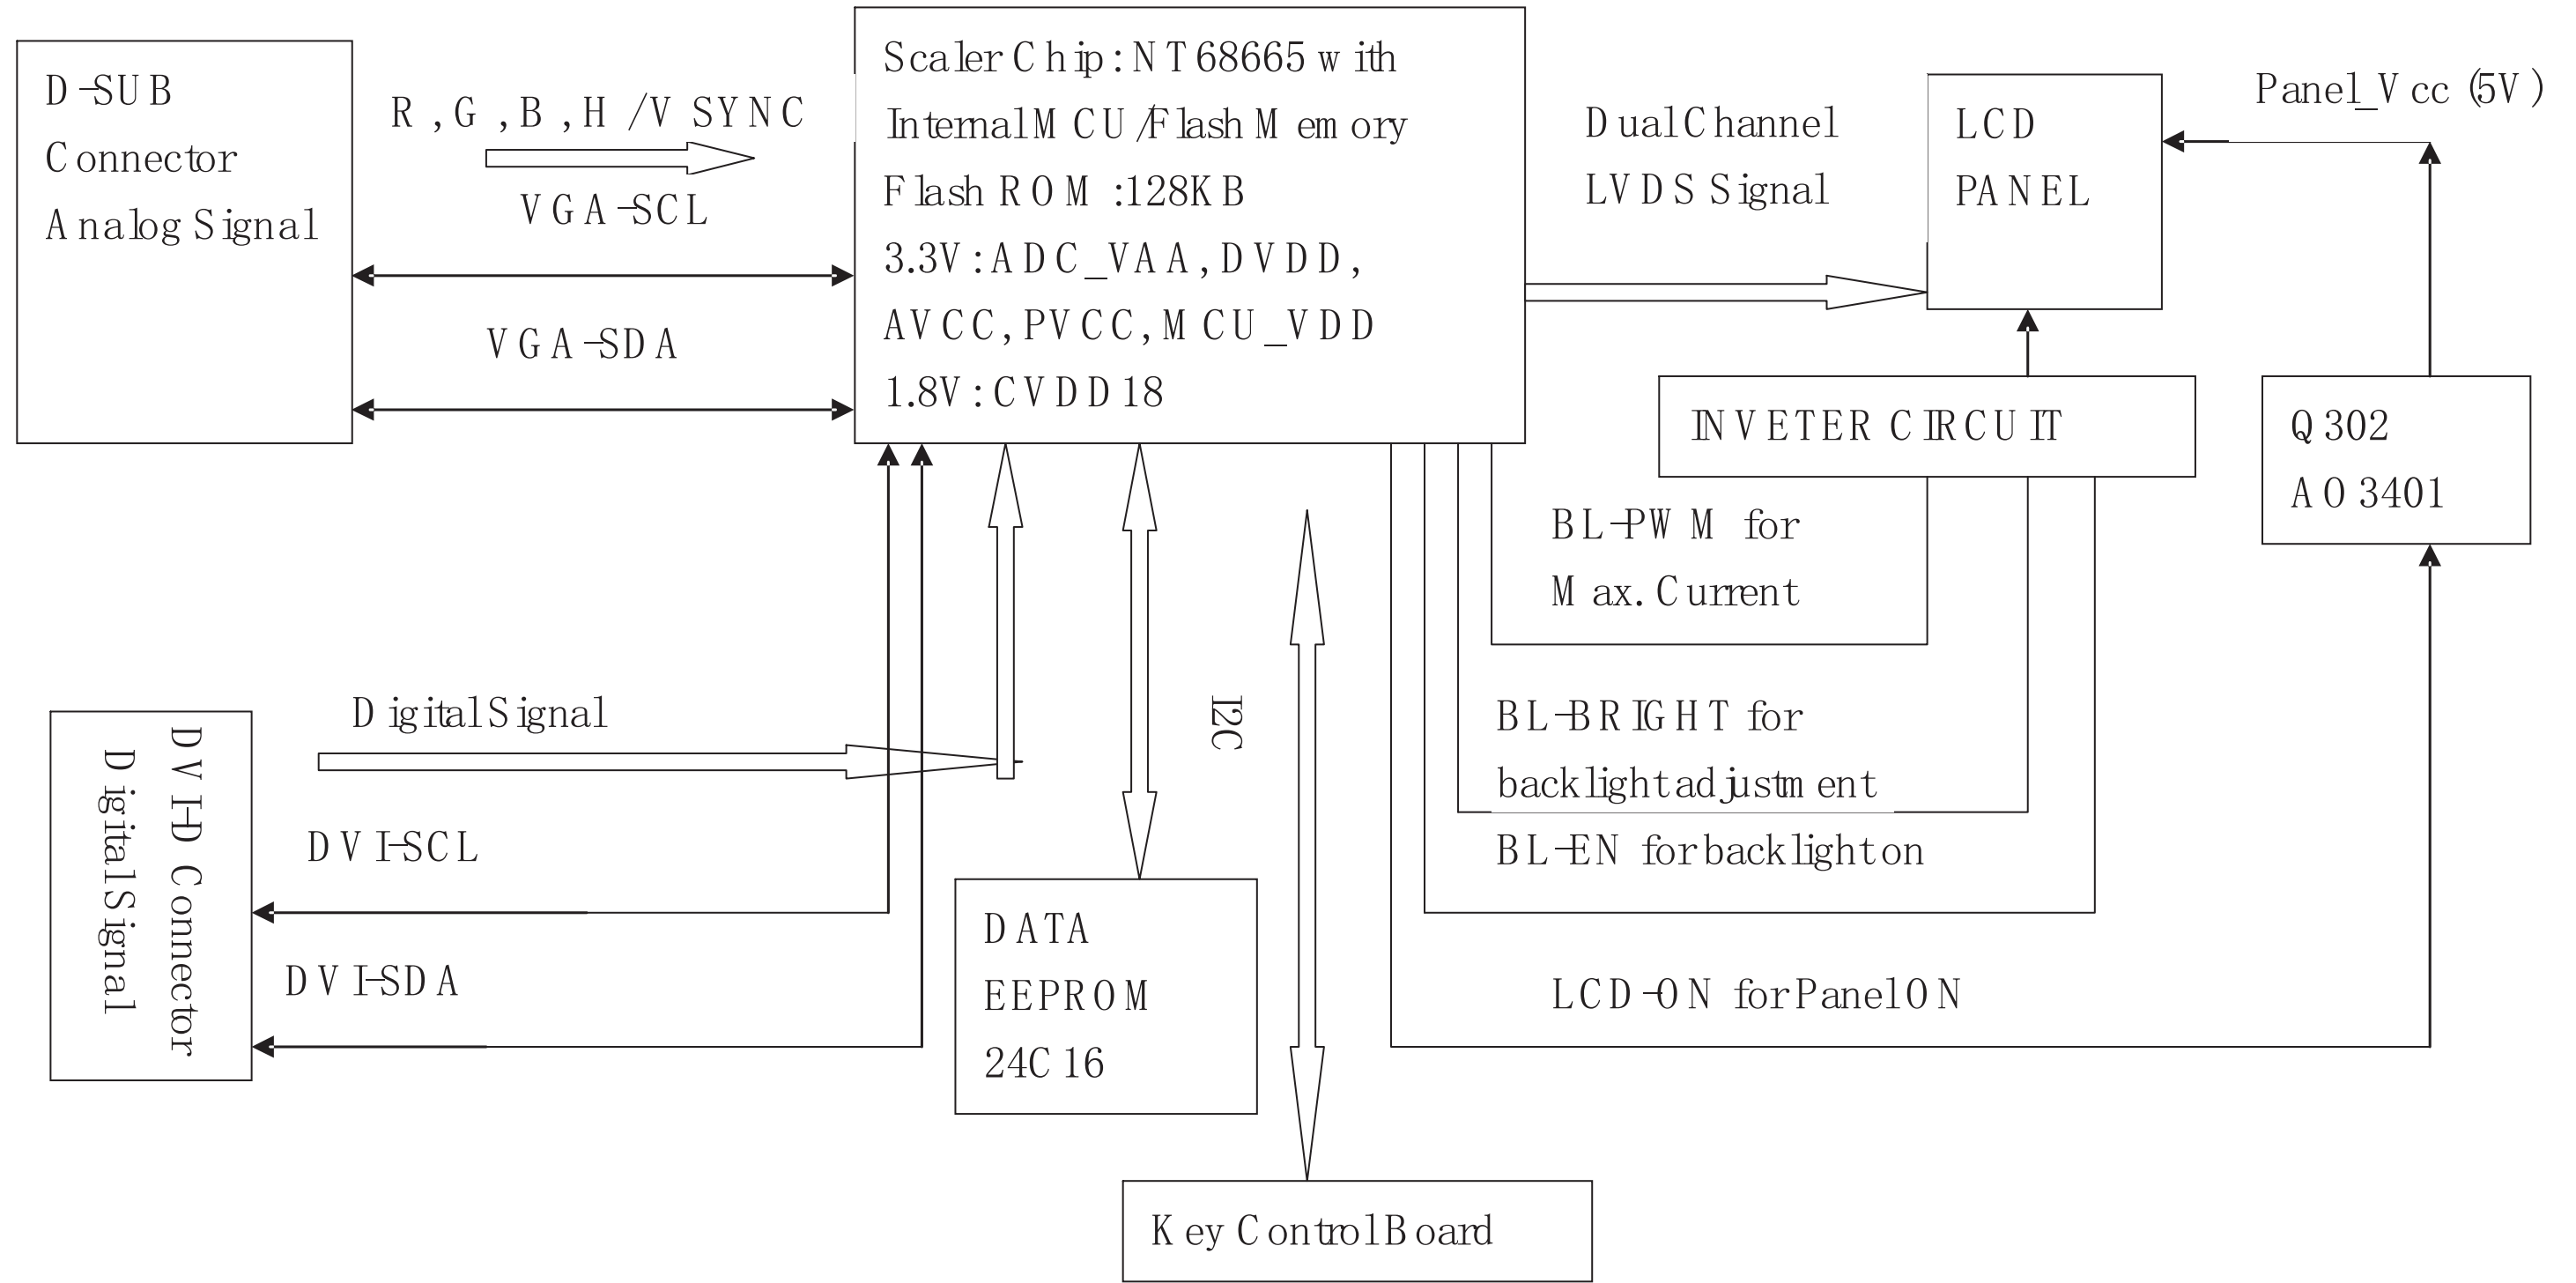 D-SUB
Connector
Analog Signal
R,G,B,H/V SYNC
VGA-SCL
VGA-SDA
Scaler Chip: NT68665 with
Internal MCU/Flash Memory
Flash ROM:128KB
3.3V: ADC_VAA, DVDD,
AVCC, PVCC, MCU_VDD
1.8V: CVDD18
Dual Channel
LVDS Signal
LCD
PANEL
Panel_Vcc (5V)
INVETER CIRCUIT
Q302
AO3401
BL-PWM for
Max. Current
BL-BRIGHT for
backlight adjustment
BL-EN for backlight on
LCD-ON for Panel ON
Digital Signal
DVI-SCL
DVI-SDA
DVI-D Connector
Digital Signal
I2C
DATA
EEPROM
24C16
Key Control Board